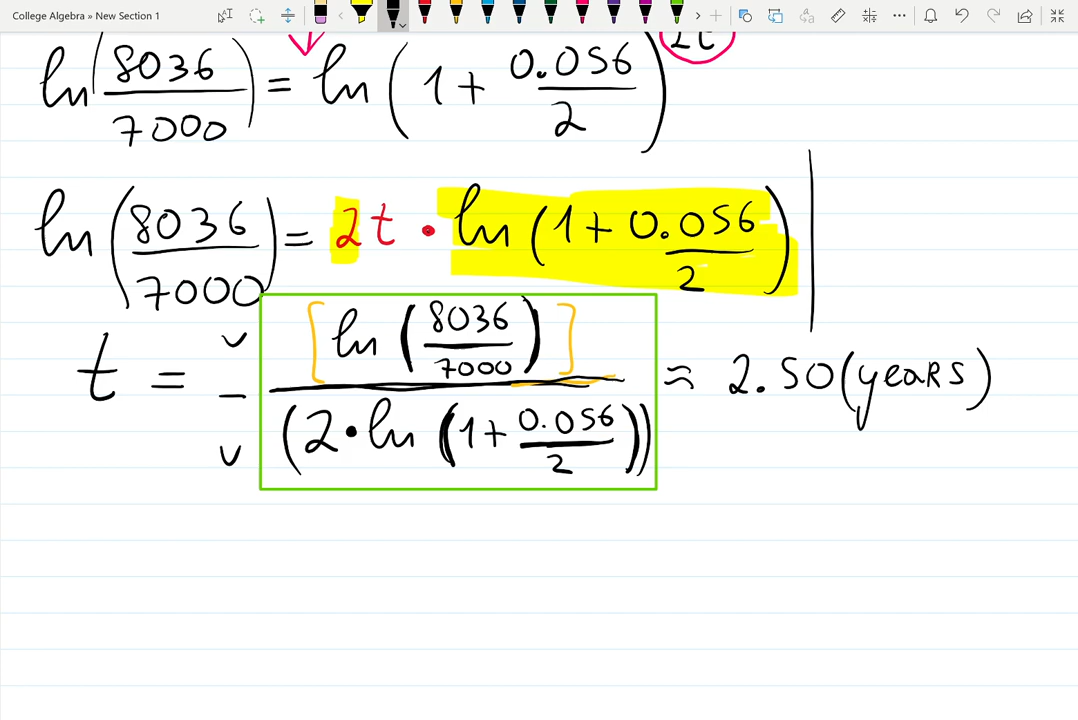 College Algebra » New Section 1
ln(8036/7000) = ln(1 + 0.056/2)^2t
ln(8036/7000) = 2t • ln(1 + 0.056/2)
t = [ln(8036/7000)] / (2 • ln(1 + 0.056/2)) ≈ 2.50 (years)